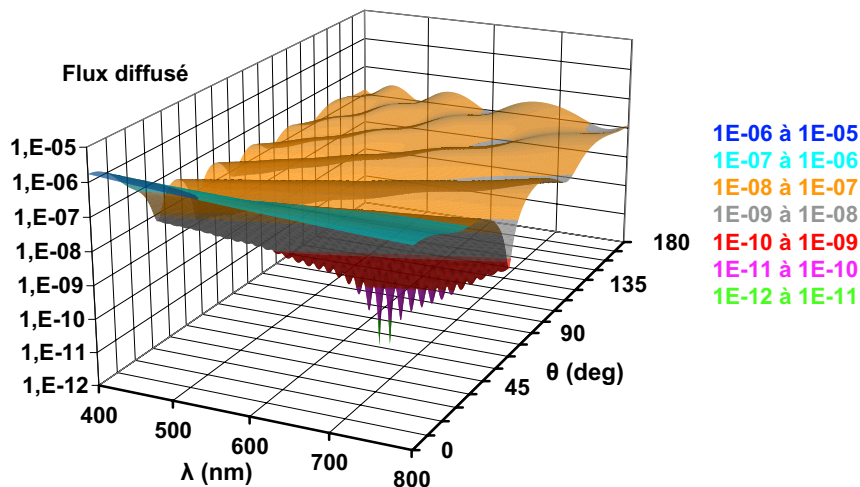 Flux diffusé
1,E-05
1,E-06
1,E-07
1,E-08
1,E-09
1,E-10
1,E-11
1,E-12
400
500
600
700
800
λ (nm)
0
45
90
135
180
θ (deg)
1E-06 à 1E-05
1E-07 à 1E-06
1E-08 à 1E-07
1E-09 à 1E-08
1E-10 à 1E-09
1E-11 à 1E-10
1E-12 à 1E-11